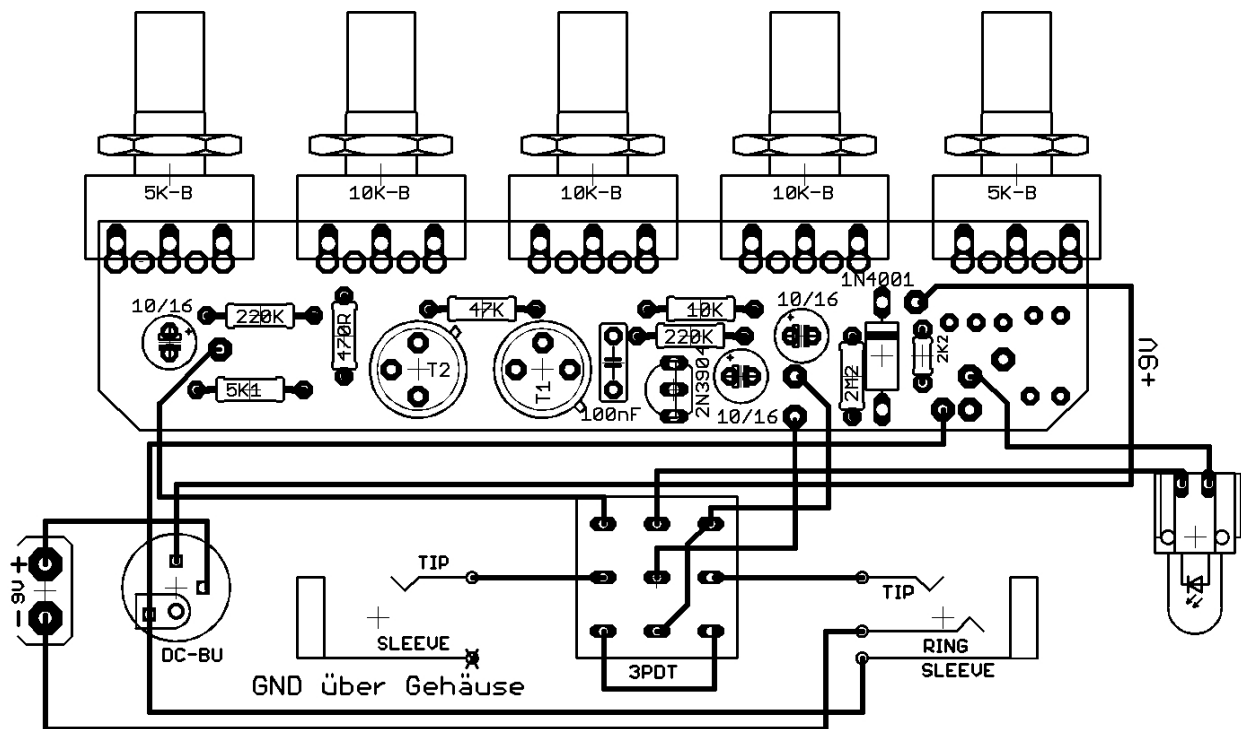 5K-B
10K-B
10K-B
10K-B
5K-B
1N4001
10/16
220K
470R
47K
10K
220K
10/16
2K2
+9V
5K1
T2
T1
100nF
2N3904
10/16
2M2
+
9V
-
DC-BU
TIP
SLEEVE
GND über Gehäuse
3PDT
TIP
RING
SLEEVE